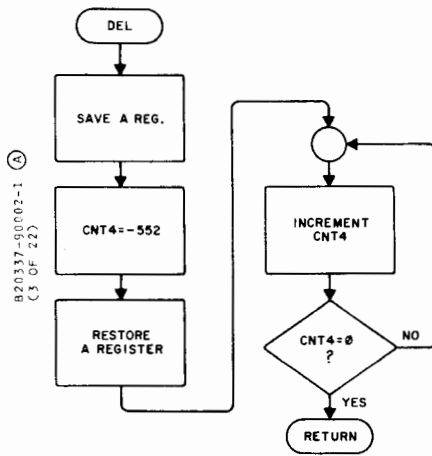 DEL
SAVE A REG.
CNT4=-552
RESTORE
A REGISTER
INCREMENT
CNT4
CNT4=Ø
?
NO
YES
RETURN
B20337-90002-1 A
(3 OF 22)